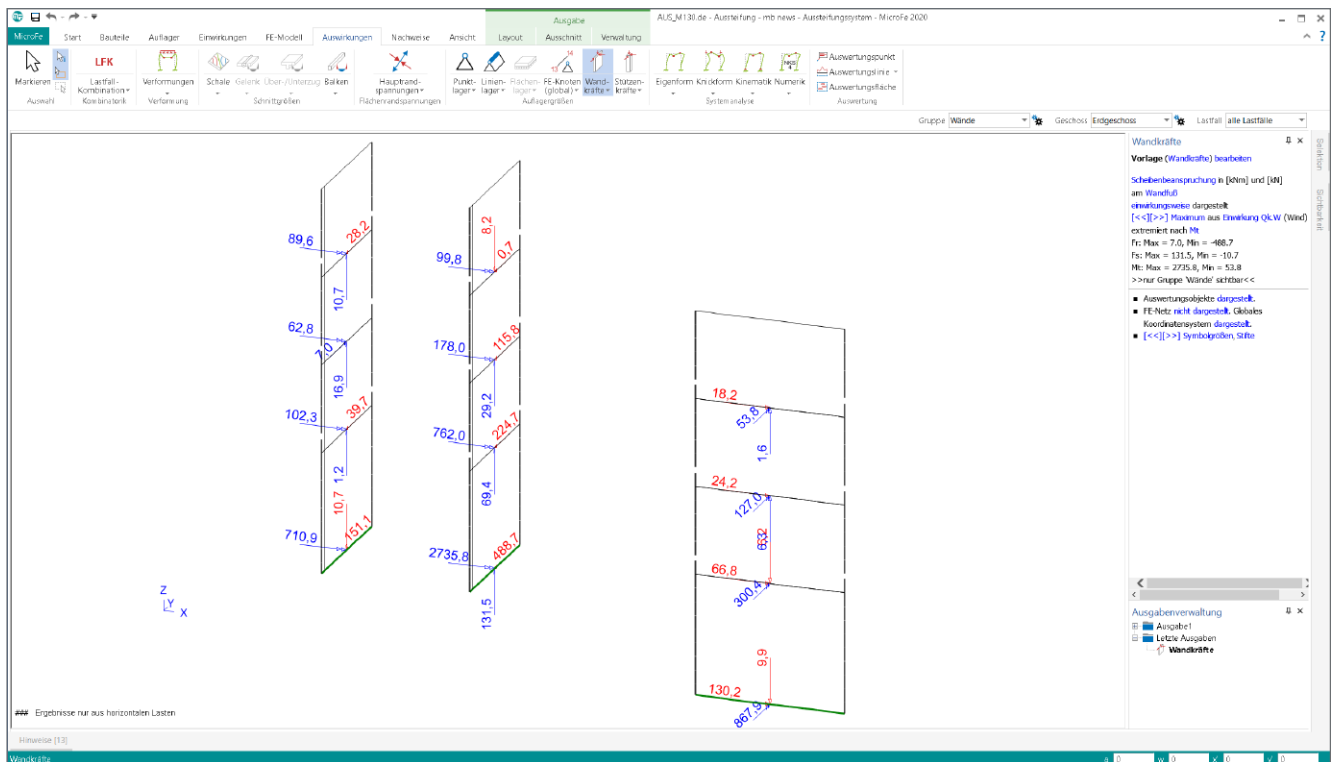 Ausgabe
AUS_M130.de - Aussteifung - mb news - Aussteifungssystem - MicroFe 2020
MicroFe Start Bauteile Auflager Einwirkungen FE-Modell Auswirkungen Nachweise Ansicht Layout Ausschnitt Verwaltung
Markieren
LFK
Lastfall-
Kombination
Verformungen
Schale Gelenk Über-/Unterzug Balken
Hauptrand-
spannungen
Punkt-
lager
Linien-
lager
Flächen-
lager
FE-Knoten
(global)
Wand-
kräfte
Stützen-
kräfte
Eigenform Knickform Kinematik Numerik
Auswertungspunkt
Auswertungslinie
Auswertungsfläche
Auswahl Kombinatorik Verformung Schnittgrößen Flächenrandspannungen Auflagergrößen Systemanalyse Auswertung
Gruppe Wände Geschoss Erdgeschoss Lastfall alle Lastfälle
Wandkräfte
Vorlage (Wandkräfte) bearbeiten
Scheibenbeanspruchung in [kNm] und [kN]
am Wandfuß
einwirkungsweise dargestellt
[<<][>>] Maximum aus Einwirkung Qk.W (Wind)
extremiert nach Mt
Fr: Max = 7.0, Min = -488.7
Fs: Max = 131.5, Min = -10.7
Mt: Max = 2735.8, Min = 53.8
>>nur Gruppe 'Wände' sichtbar<<
Auswertungsobjekte dargestellt.
FE-Netz nicht dargestellt. Globales
Koordinatensystem dargestellt.
[<<][>>] Symbolgrößen, Stifte
Selektion
Sichtbarkeit
89,6
28,2
10,7
62,8
7,0
16,9
102,3
39,7
1,2
10,7
710,9
151,1
8,2
99,8
0,7
178,0
115,8
29,2
762,0
224,7
69,4
2735,8
488,7
131,5
18,2
53,8
1,6
24,2
127,0
66,8
300,4
9,9
130,2
867,9
Z
Y
X
### Ergebnisse nur aus horizontalen Lasten
Ausgabenverwaltung
Ausgabe1
Letzte Ausgaben
Wandkräfte
Hinweise [13]
Wandkräfte
a 0 w 0 x 0 y 0